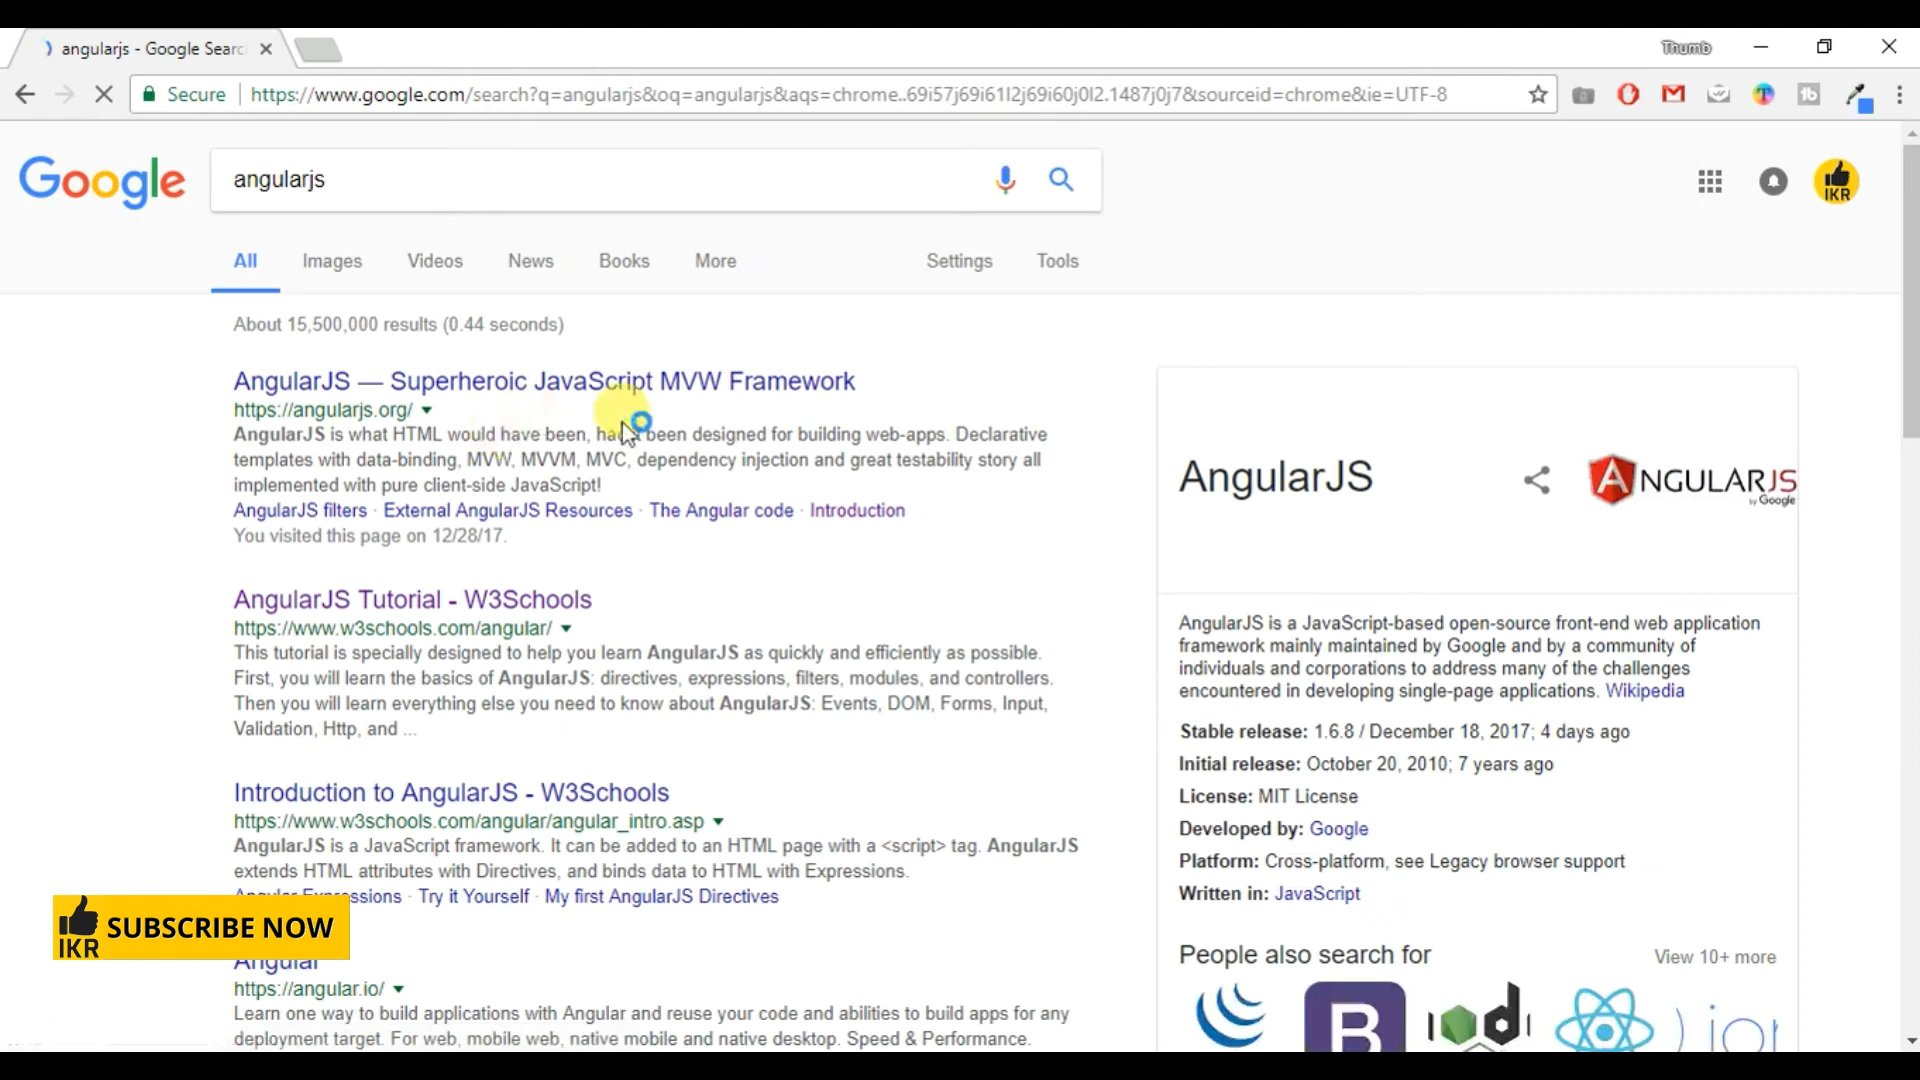 angularjs - Google Searc
Thumb
Secure
https://www.google.com/search?q=angularjs&oq=angularjs&aqs=chrome..69i57j69i61l2j69i60j0l2.1487j0j7&sourceid=chrome&ie=UTF-8
Google
angularjs
IKR
All Images Videos News Books More Settings Tools
About 15,500,000 results (0.44 seconds)
AngularJS — Superheroic JavaScript MVW Framework
https://angularjs.org/
AngularJS is what HTML would have been, had been designed for building web-apps. Declarative
templates with data-binding, MVW, MVVM, MVC, dependency injection and great testability story all
implemented with pure client-side JavaScript!
AngularJS filters · External AngularJS Resources · The Angular code · Introduction
You visited this page on 12/28/17.
AngularJS Tutorial - W3Schools
https://www.w3schools.com/angular/
This tutorial is specially designed to help you learn AngularJS as quickly and efficiently as possible.
First, you will learn the basics of AngularJS: directives, expressions, filters, modules, and controllers.
Then you will learn everything else you need to know about AngularJS: Events, DOM, Forms, Input,
Validation, Http, and ...
Introduction to AngularJS - W3Schools
https://www.w3schools.com/angular/angular_intro.asp
AngularJS is a JavaScript framework. It can be added to an HTML page with a <script> tag. AngularJS
extends HTML attributes with Directives, and binds data to HTML with Expressions.
Angular Expressions · Try it Yourself · My first AngularJS Directives
IKR SUBSCRIBE NOW
Angular
https://angular.io/
Learn one way to build applications with Angular and reuse your code and abilities to build apps for any
deployment target. For web, mobile web, native mobile and native desktop. Speed & Performance.
AngularJS
ANGULARJS
by Google
AngularJS is a JavaScript-based open-source front-end web application
framework mainly maintained by Google and by a community of
individuals and corporations to address many of the challenges
encountered in developing single-page applications. Wikipedia
Stable release: 1.6.8 / December 18, 2017; 4 days ago
Initial release: October 20, 2010; 7 years ago
License: MIT License
Developed by: Google
Platform: Cross-platform, see Legacy browser support
Written in: JavaScript
People also search for
View 10+ more
B